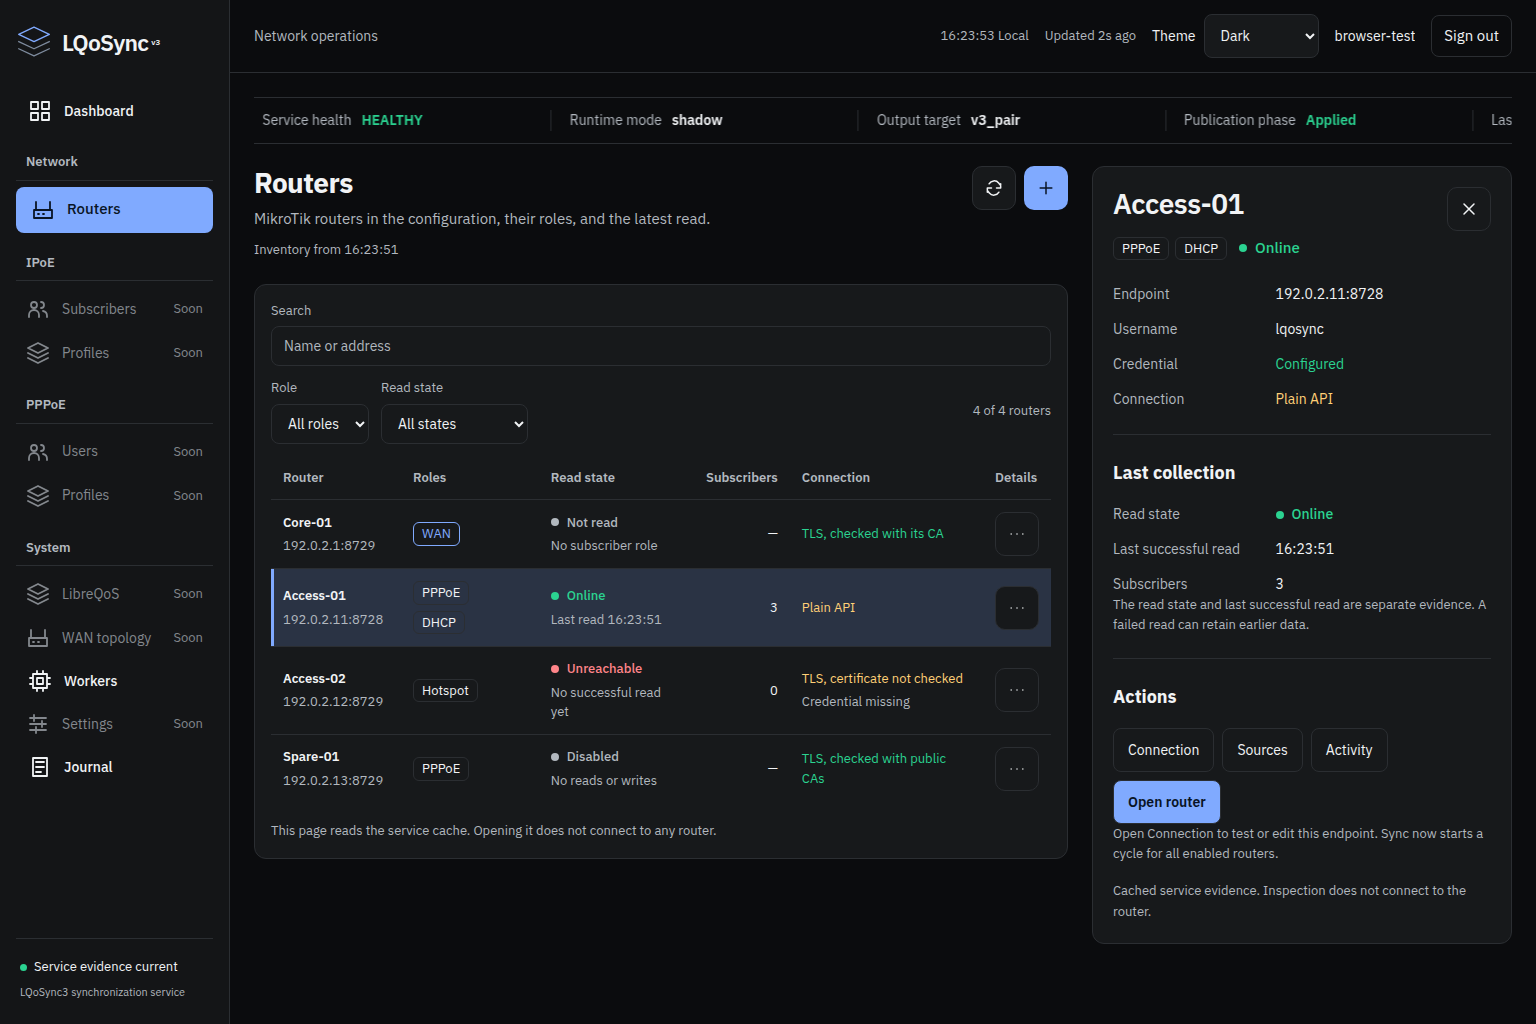 LQoSync v3
Dashboard
Network
Routers
IPoE
Subscribers Soon
Profiles Soon
PPPoE
Users Soon
Profiles Soon
System
LibreQoS Soon
WAN topology Soon
Workers
Settings Soon
Journal
Service evidence current
LQoSync3 synchronization service
Network operations
16:23:53 Local Updated 2s ago Theme Dark browser-test Sign out
Service health HEALTHY Runtime mode shadow Output target v3_pair Publication phase Applied Las
Routers
MikroTik routers in the configuration, their roles, and the latest read.
Inventory from 16:23:51
Search
Name or address
Role Read state
All roles All states
4 of 4 routers
Router Roles Read state Subscribers Connection Details
Core-01 WAN Not read — TLS, checked with its CA ...
192.0.2.1:8729 No subscriber role
Access-01 PPPoE Online 3 Plain API ...
192.0.2.11:8728 DHCP Last read 16:23:51
Access-02 Hotspot Unreachable 0 TLS, certificate not checked ...
192.0.2.12:8729 No successful read yet Credential missing
Spare-01 PPPoE Disabled — TLS, checked with public CAs ...
192.0.2.13:8729 No reads or writes
This page reads the service cache. Opening it does not connect to any router.
Access-01
PPPoE DHCP Online
Endpoint 192.0.2.11:8728
Username lqosync
Credential Configured
Connection Plain API
Last collection
Read state Online
Last successful read 16:23:51
Subscribers 3
The read state and last successful read are separate evidence. A
failed read can retain earlier data.
Actions
Connection Sources Activity
Open router
Open Connection to test or edit this endpoint. Sync now starts a
cycle for all enabled routers.
Cached service evidence. Inspection does not connect to the
router.